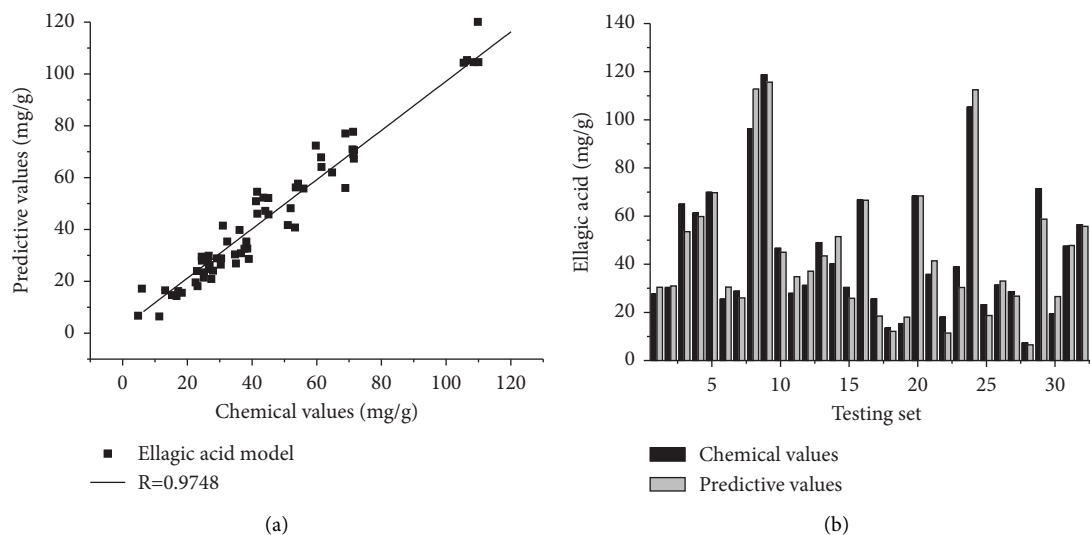 120
100
80
60
40
20
0
Predictive values (mg/g)
0 20 40 60 80 100 120
Chemical values (mg/g)
Ellagic acid model
R=0.9748
(a)
140
120
100
80
60
40
20
0
Ellagic acid (mg/g)
5 10 15 20 25 30
Testing set
Chemical values
Predictive values
(b)